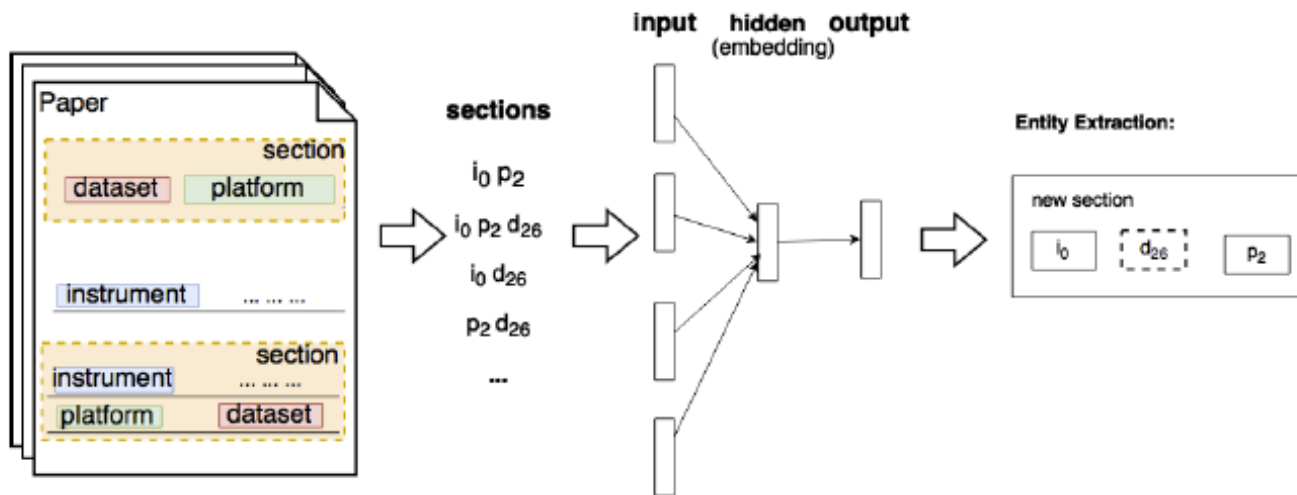 Paper
section
dataset platform
instrument ... ... ...
section
instrument ... ... ...
platform dataset
sections
i₀ p₂
i₀ p₂ d₂₆
i₀ d₂₆
p₂ d₂₆
...
input hidden output
(embedding)
Entity Extraction:
new section
i₀ d₂₆ p₂